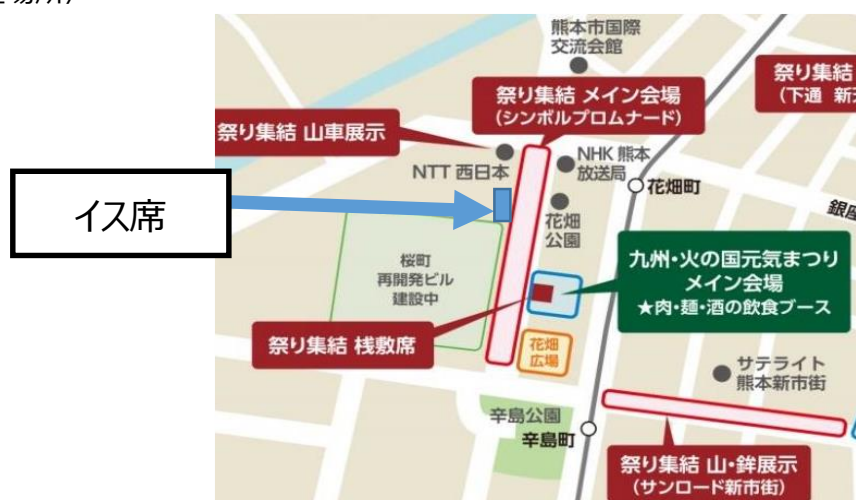 熊本市国際
交流会館
祭り集結
(下通 新
祭り集結 メイン会場
(シンボルプロムナード)
祭り集結 山車展示
NTT 西日本
NHK 熊本
放送局
花畑町
銀座
イス席
花畑
公園
桜町
再開発ビル
建設中
九州・火の国元気まつり
メイン会場
★肉・麺・酒の飲食ブース
祭り集結 桟敷席
花畑
広場
サテライト
熊本新市街
辛島公園
辛島町
祭り集結 山・鉾展示
(サンロード新市街)